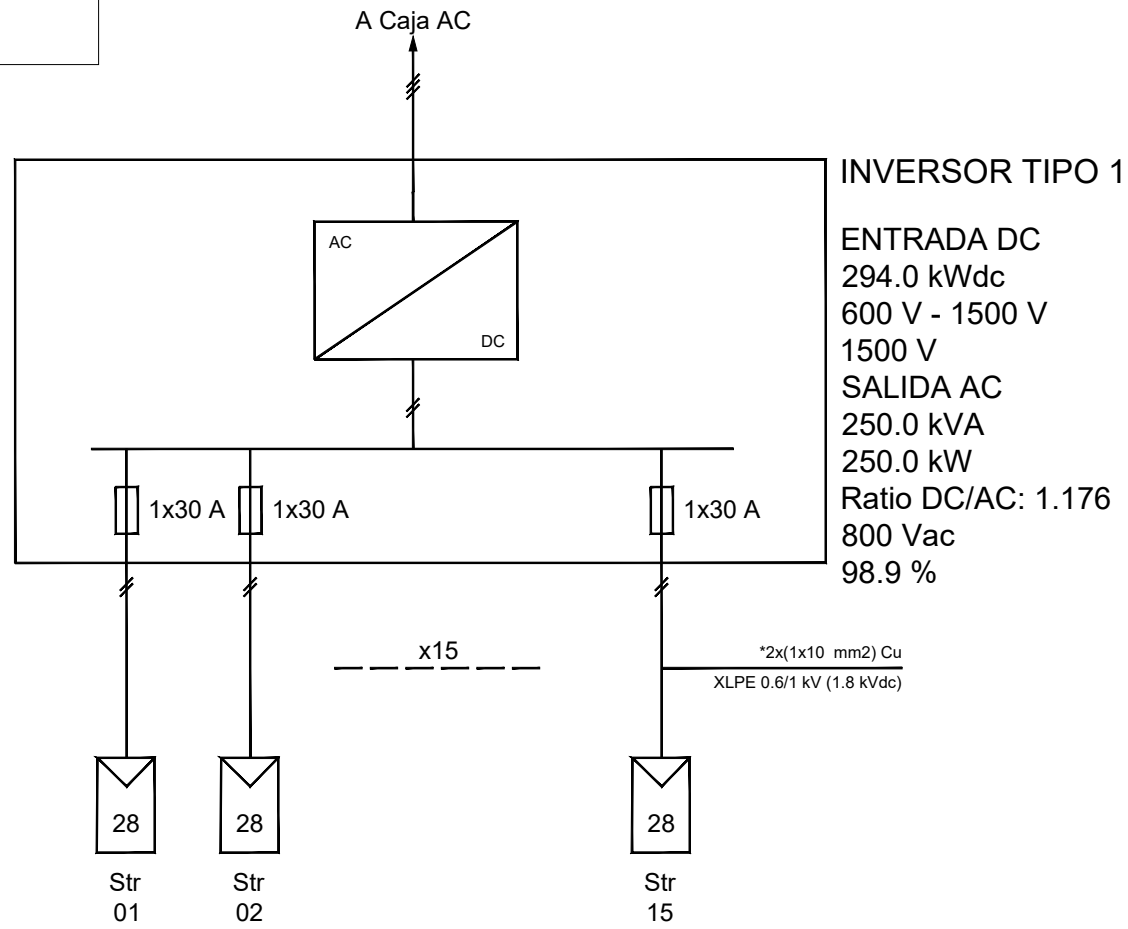 A Caja AC
INVERSOR TIPO 1
AC
DC
ENTRADA DC
294.0 kWdc
600 V - 1500 V
1500 V
SALIDA AC
250.0 kVA
250.0 kW
Ratio DC/AC: 1.176
800 Vac
98.9 %
1x30 A
1x30 A
1x30 A
x15
*2x(1x10 mm2) Cu
XLPE 0.6/1 kV (1.8 kVdc)
28
28
28
Str
01
Str
02
Str
15